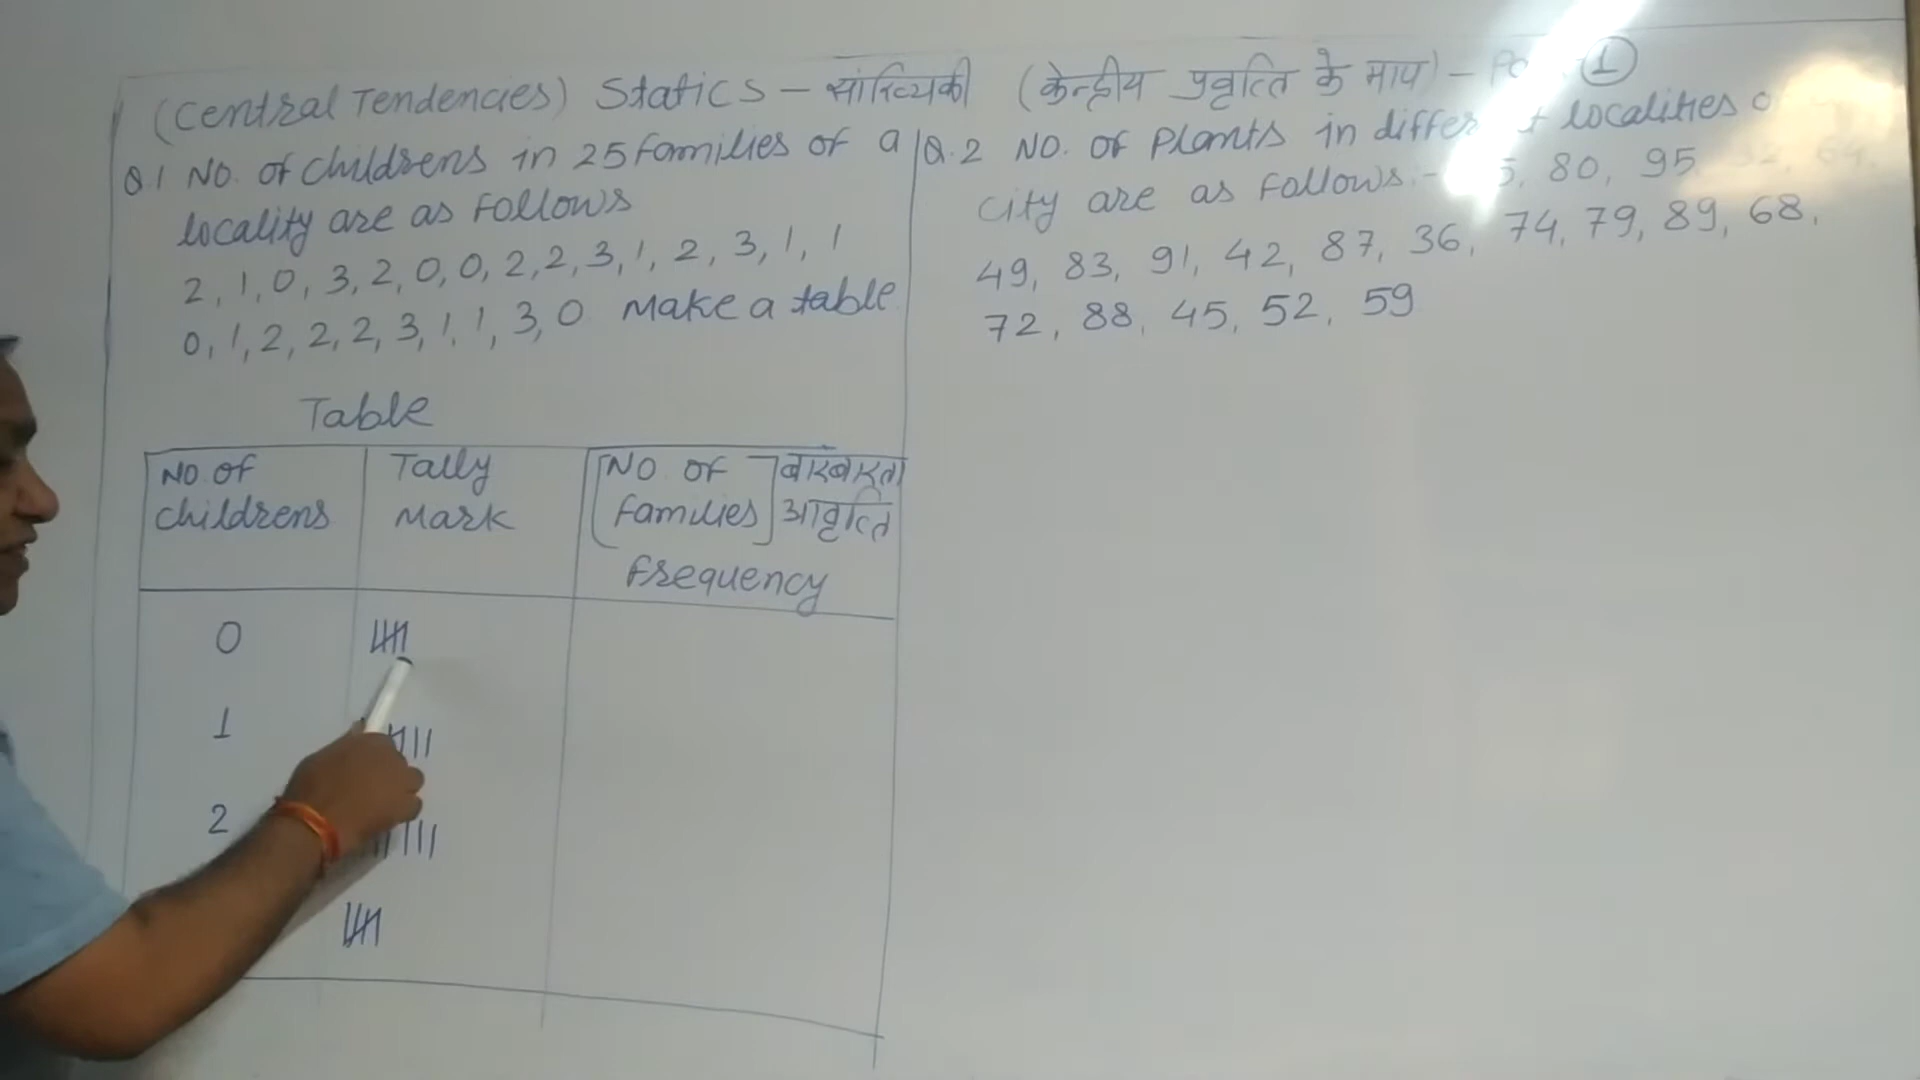 (Central Tendencies) Statics - सांख्यिकी (केन्द्रीय प्रवृत्ति के माप) - ①
Q.1 NO. of childrens in 25 families of a
locality are as follows
2, 1, 0, 3, 2, 0, 0, 2, 2, 3, 1, 2, 3, 1, 1
0, 1, 2, 2, 2, 3, 1, 1, 3, 0 Make a table
Table
NO. of childrens
Tally Mark
[NO. of families] बारंबारता आवृत्ति
Frequency
0
1
2
Q.2 NO. of Plants in localities
city are as follows:- 80, 95
49, 83, 91, 42, 87, 36, 74, 79, 89, 68,
72, 88, 45, 52, 59